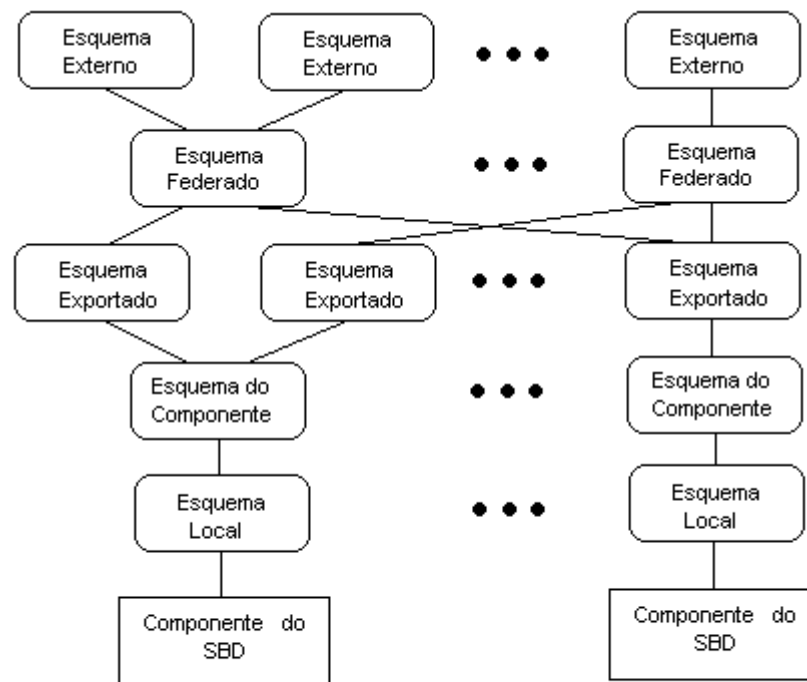 Esquema
Externo
Esquema
Externo
Esquema
Externo
Esquema
Federado
Esquema
Federado
Esquema
Exportado
Esquema
Exportado
Esquema
Exportado
Esquema do
Componente
Esquema do
Componente
Esquema
Local
Esquema
Local
Componente do
SBD
Componente do
SBD